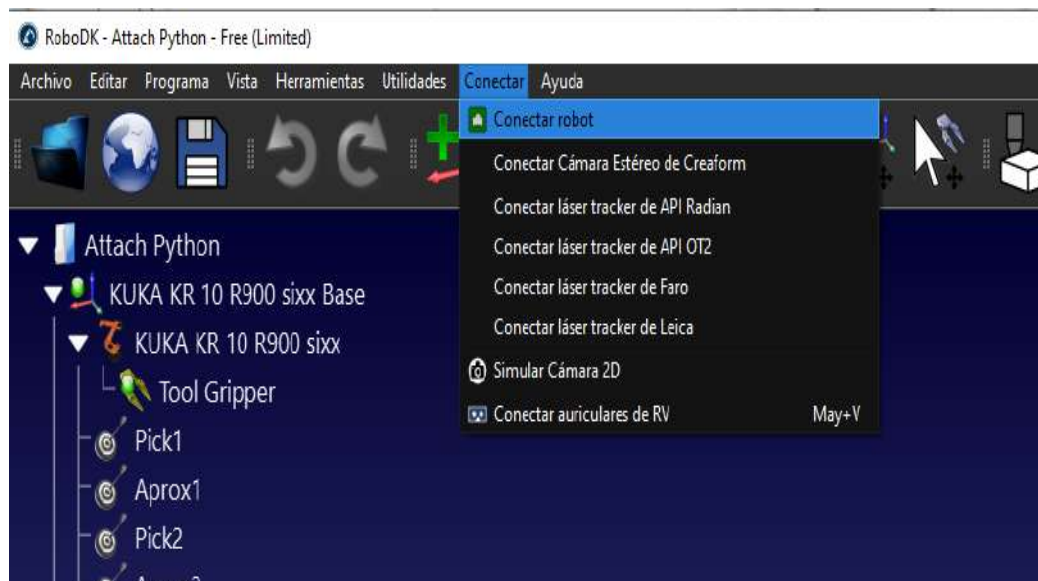 RoboDK - Attach Python - Free (Limited)
Archivo Editar Programa Vista Herramientas Utilidades Conectar Ayuda
Conectar robot
Conectar Cámara Estéreo de Creaform
Conectar láser tracker de API Radian
Conectar láser tracker de API OT2
Conectar láser tracker de Faro
Conectar láser tracker de Leica
Simular Cámara 2D
Conectar auriculares de RV May+V
Attach Python
KUKA KR 10 R900 sixx Base
KUKA KR 10 R900 sixx
Tool Gripper
Pick1
Aprox1
Pick2